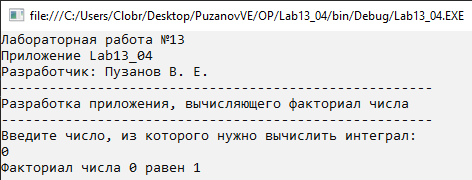 file:///C:/Users/Clobr/Desktop/PuzanovVE/OP/Lab13_04/bin/Debug/Lab13_04.EXE
Лабораторная работа №13
Приложение Lab13_04
Разработчик: Пузанов В. Е.
------------------------------------------------------
Разработка приложения, вычисляющего факториал числа
------------------------------------------------------
Введите число, из которого нужно вычислить интеграл:
0
Факториал числа 0 равен 1